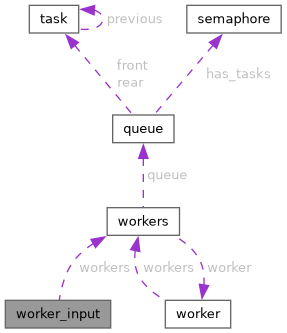 task
previous
semaphore
front
rear
has_tasks
queue
queue
workers
workers
workers
worker
worker_input
worker